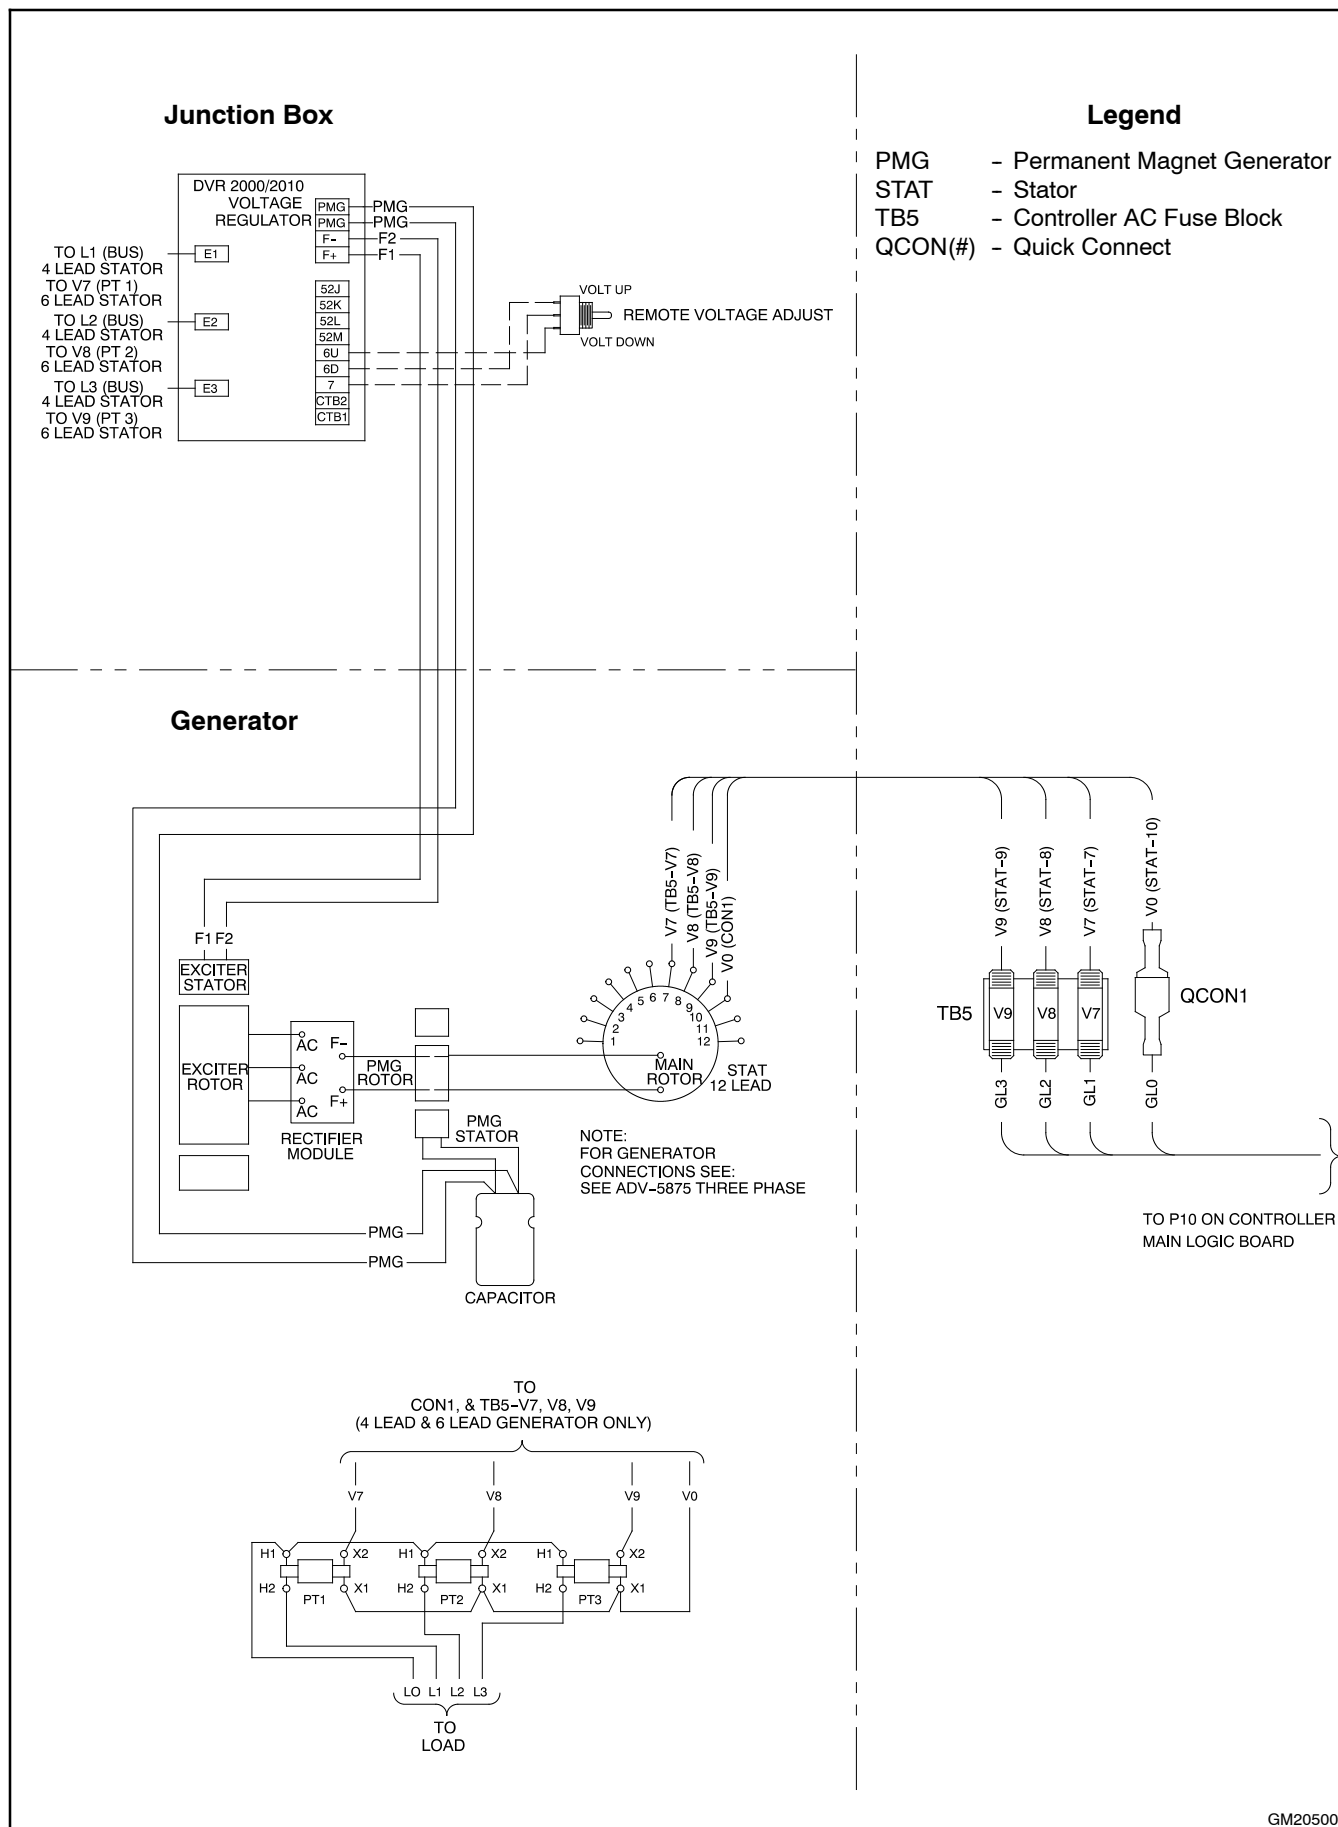 Junction Box
DVR 2000/2010
VOLTAGE
REGULATOR
PMG
PMG
F-
F+
PMG
PMG
F2
F1
TO L1 (BUS)
4 LEAD STATOR
E1
TO V7 (PT 1)
6 LEAD STATOR
TO L2 (BUS)
4 LEAD STATOR
E2
TO V8 (PT 2)
6 LEAD STATOR
TO L3 (BUS)
4 LEAD STATOR
E3
TO V9 (PT 3)
6 LEAD STATOR
52J
52K
52L
52M
6U
6D
7
CTB2
CTB1
VOLT UP
REMOTE VOLTAGE ADJUST
VOLT DOWN
Legend
PMG - Permanent Magnet Generator
STAT - Stator
TB5 - Controller AC Fuse Block
QCON(#) - Quick Connect
Generator
F1 F2
EXCITER
STATOR
EXCITER
ROTOR
AC
AC
AC
F-
F+
RECTIFIER
MODULE
PMG
ROTOR
PMG
STATOR
PMG
PMG
CAPACITOR
V7 (TB5-V7)
V8 (TB5-V8)
V9 (TB5-V9)
V0 (CON1)
1
2
3
4
5
6
7
8
9
10
11
12
MAIN
ROTOR
STAT
12 LEAD
NOTE:
FOR GENERATOR
CONNECTIONS SEE:
SEE ADV-5875 THREE PHASE
V9 (STAT-9)
V8 (STAT-8)
V7 (STAT-7)
V0 (STAT-10)
TB5
V9
V8
V7
QCON1
GL3
GL2
GL1
GL0
TO P10 ON CONTROLLER
MAIN LOGIC BOARD
TO
CON1, & TB5-V7, V8, V9
(4 LEAD & 6 LEAD GENERATOR ONLY)
V7
V8
V9
V0
H1
X2
H1
X2
H1
X2
H2
PT1
X1
H2
PT2
X1
H2
PT3
X1
LO L1 L2 L3
TO
LOAD
GM20500